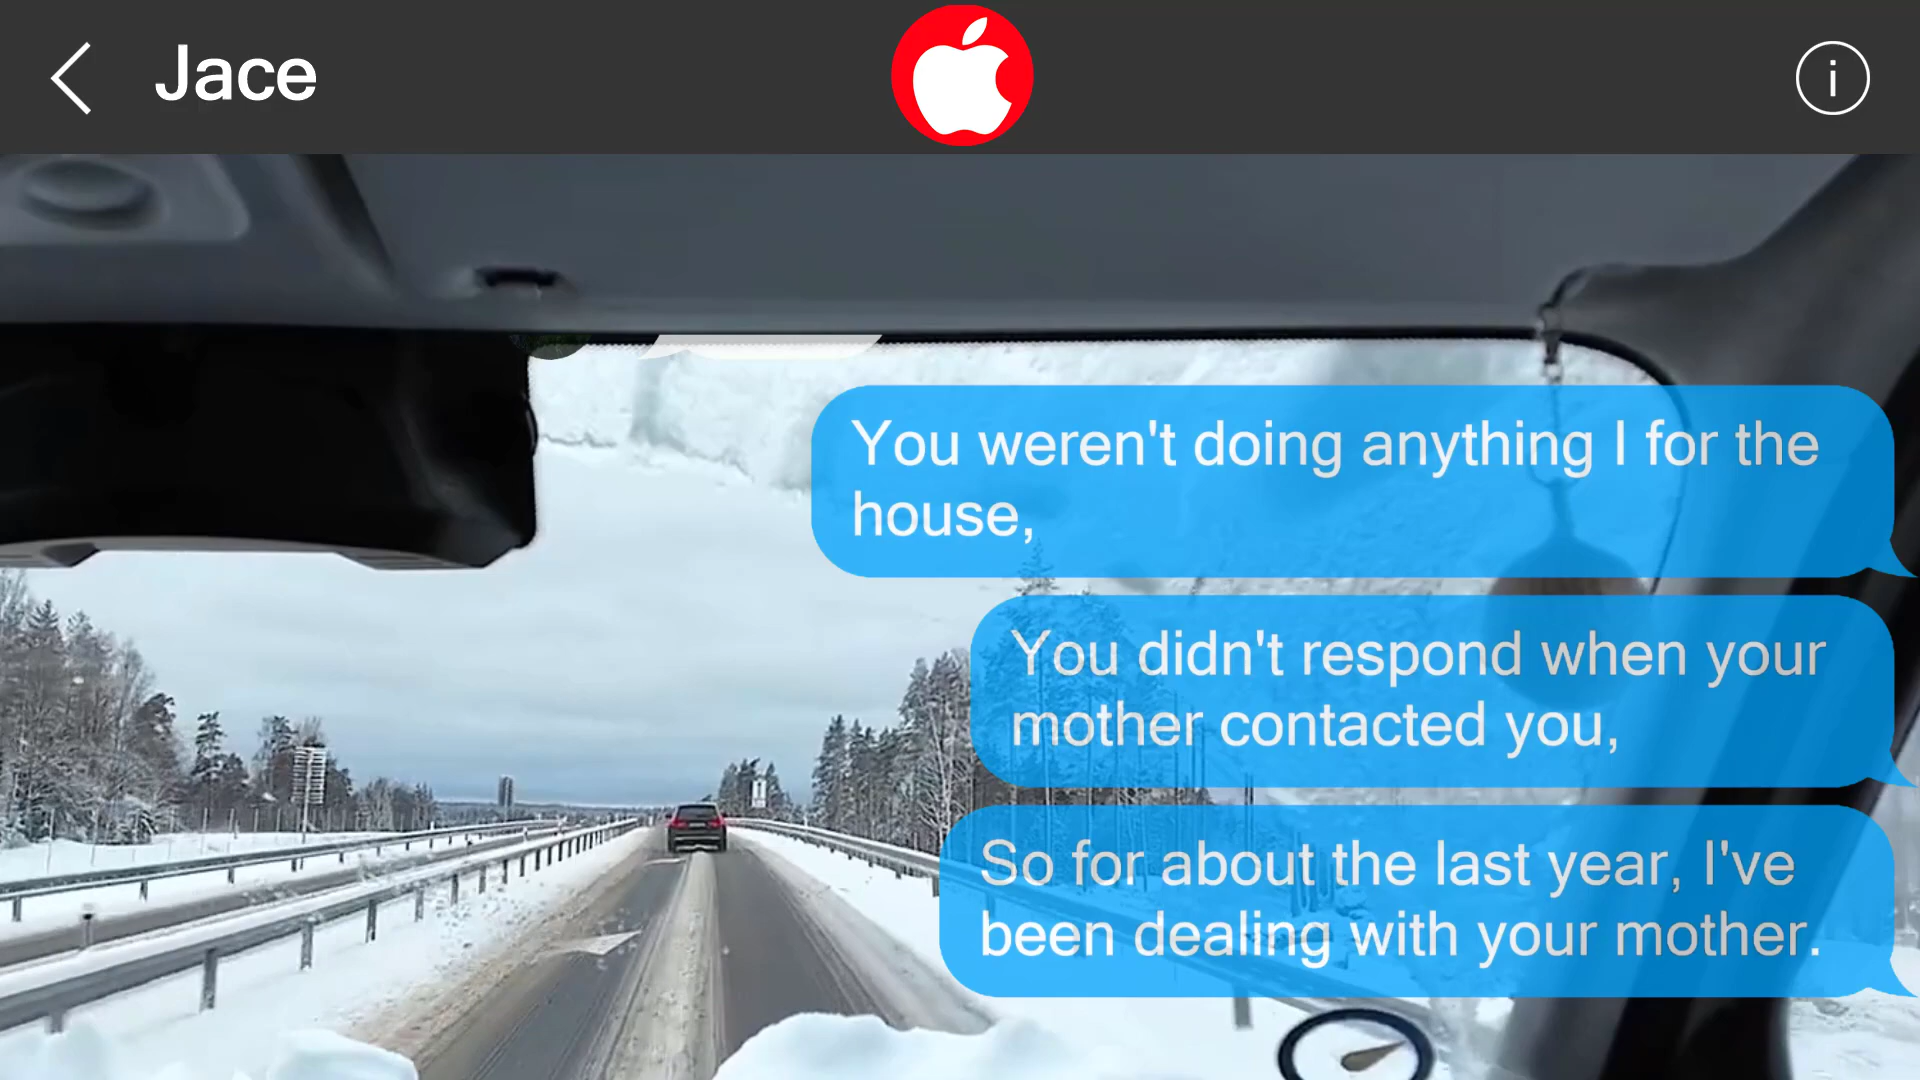 Jace
i
You weren't doing anything I for the
house,
You didn't respond when your
mother contacted you,
So for about the last year, I've
been dealing with your mother.